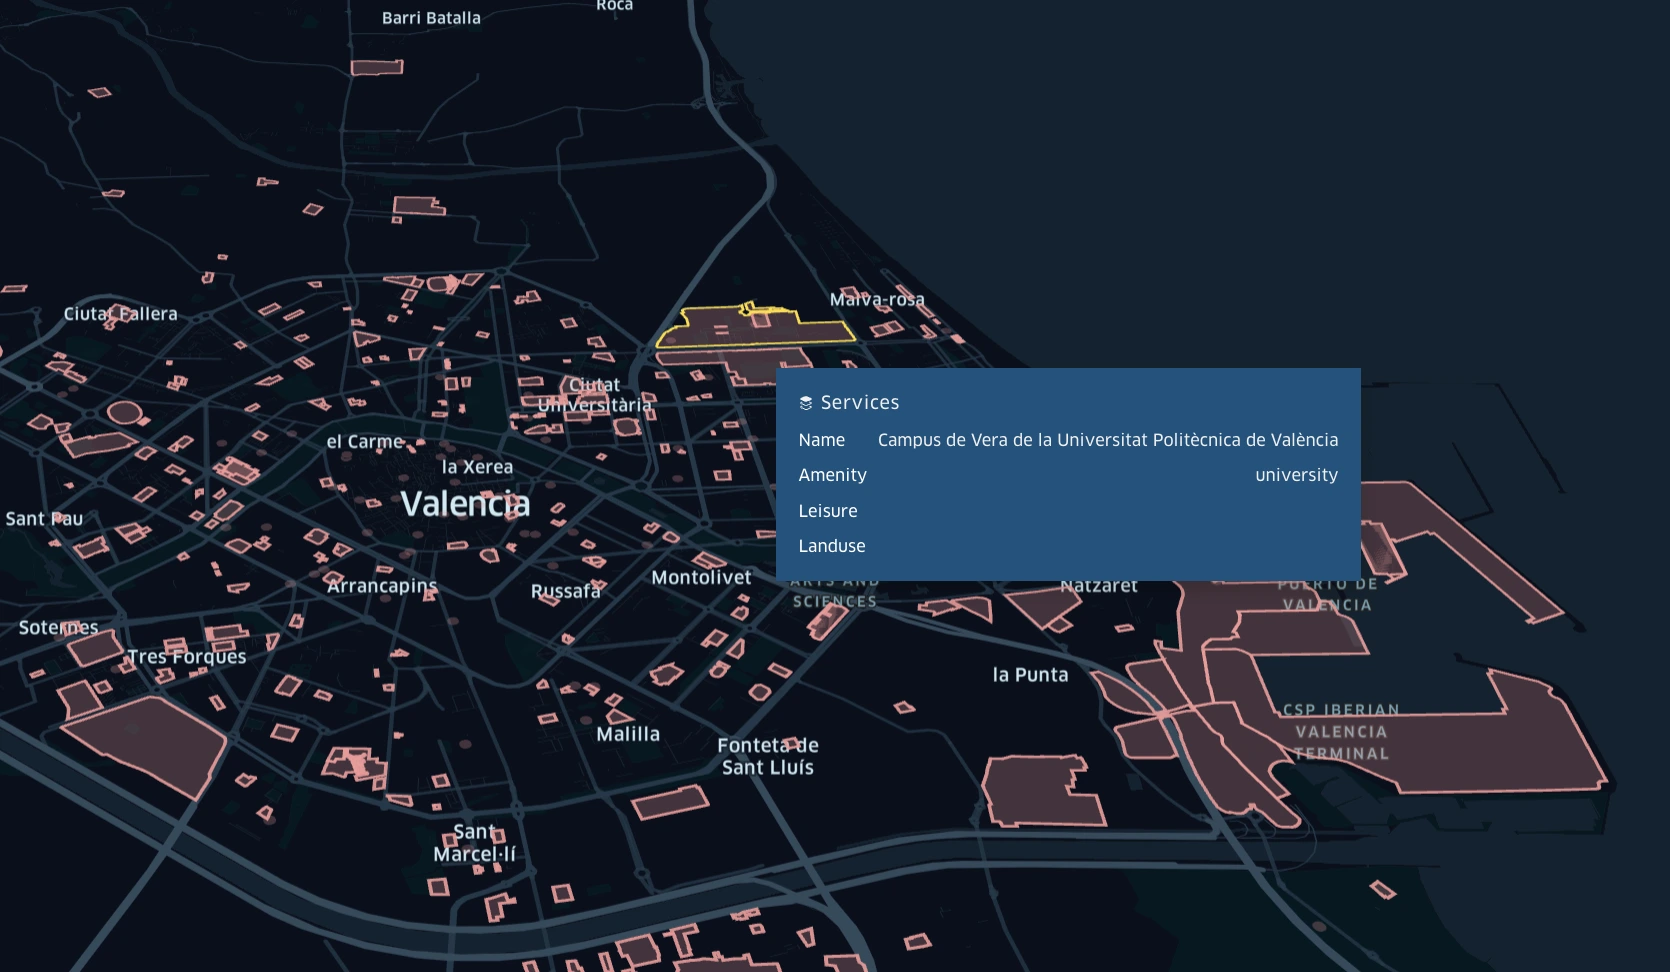 Roca
Barri Batalla
Ciutat Fallera
Malva-rosa
Ciutat
Universitària
el Carme
la Xerea
Valencia
Sant Pau
Services
Name Campus de Vera de la Universitat Politècnica de València
Amenity university
Leisure
Landuse
Arrancapins
Russafa
Montolivet
ARTS AND
SCIENCES
Natzaret
PUERTO DE
VALENCIA
Soternes
Tres Forques
la Punta
CSP IBERIAN
VALENCIA
TERMINAL
Malilla
Fonteta de
Sant Lluís
Sant
Marcel·lí